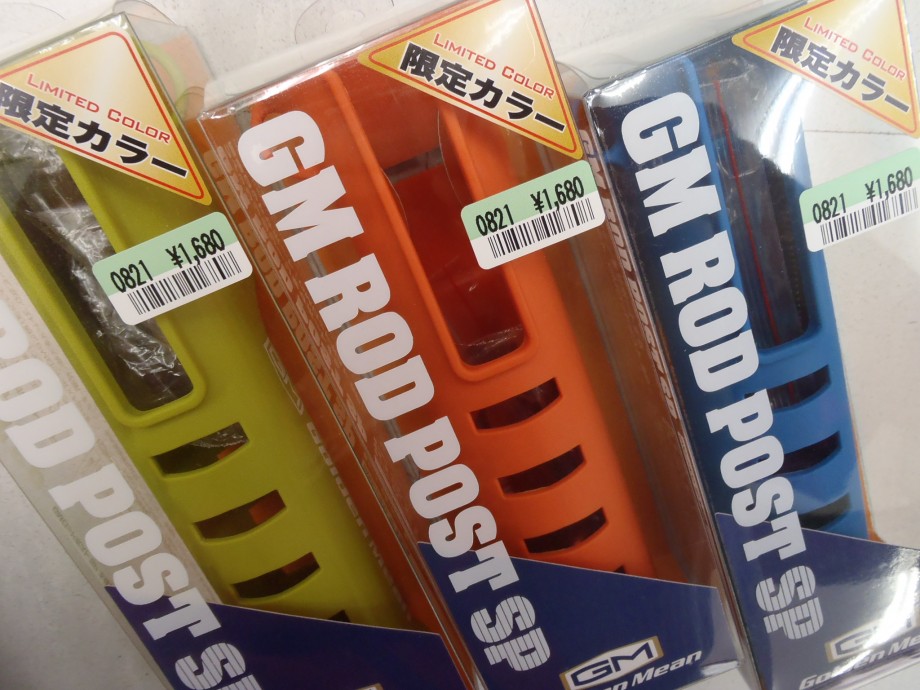 LIMITED COLOR
限定カラー
0821 ¥1,680
ROD POST SP
LIMITED COLOR
限定カラー
0821 ¥1,680
GM ROD POST SP
GM
Golden Mean
LIMITED COLOR
限定カラー
0821 ¥1,680
GM ROD POST SP
GM
Golden Mean